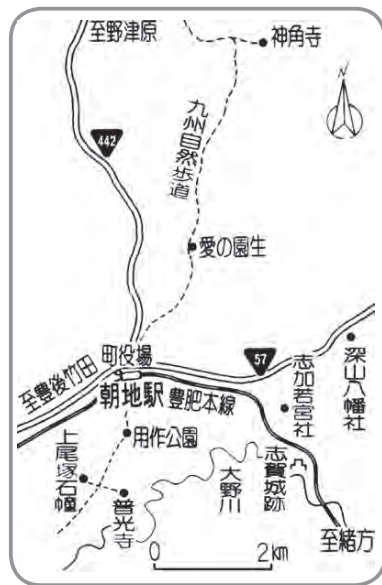 至野津原
神角寺
N
442
九州自然歩道
愛の園生
町役場
57
至豊後竹田
朝地駅
豊肥本線
志加若宮社
深山八幡社
用作公園
上尾塚石幢
普光寺
大野川
志賀城跡
至緒方
0 2km